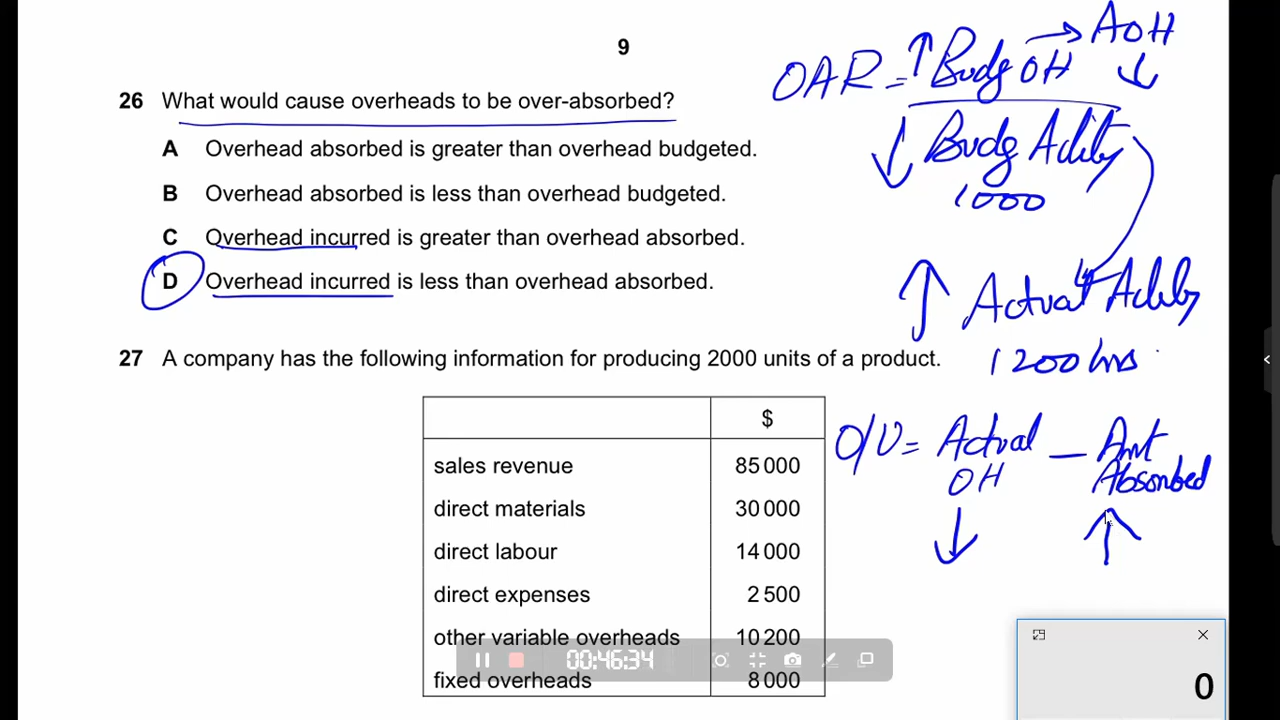 9
26 What would cause overheads to be over-absorbed?
A Overhead absorbed is greater than overhead budgeted.
B Overhead absorbed is less than overhead budgeted.
C Overhead incurred is greater than overhead absorbed.
D Overhead incurred is less than overhead absorbed.
OAR = ↑ Budg OH → AOH ↓
↓ Budg Activity
1000
↑ Actual Activity
1200 hrs
27 A company has the following information for producing 2000 units of a product.
$
sales revenue 85 000
direct materials 30 000
direct labour 14 000
direct expenses 2 500
other variable overheads 10 200
fixed overheads 8 000
O/U = Actual OH – Amt Absorbed
↓ ↑
00:46:34
0